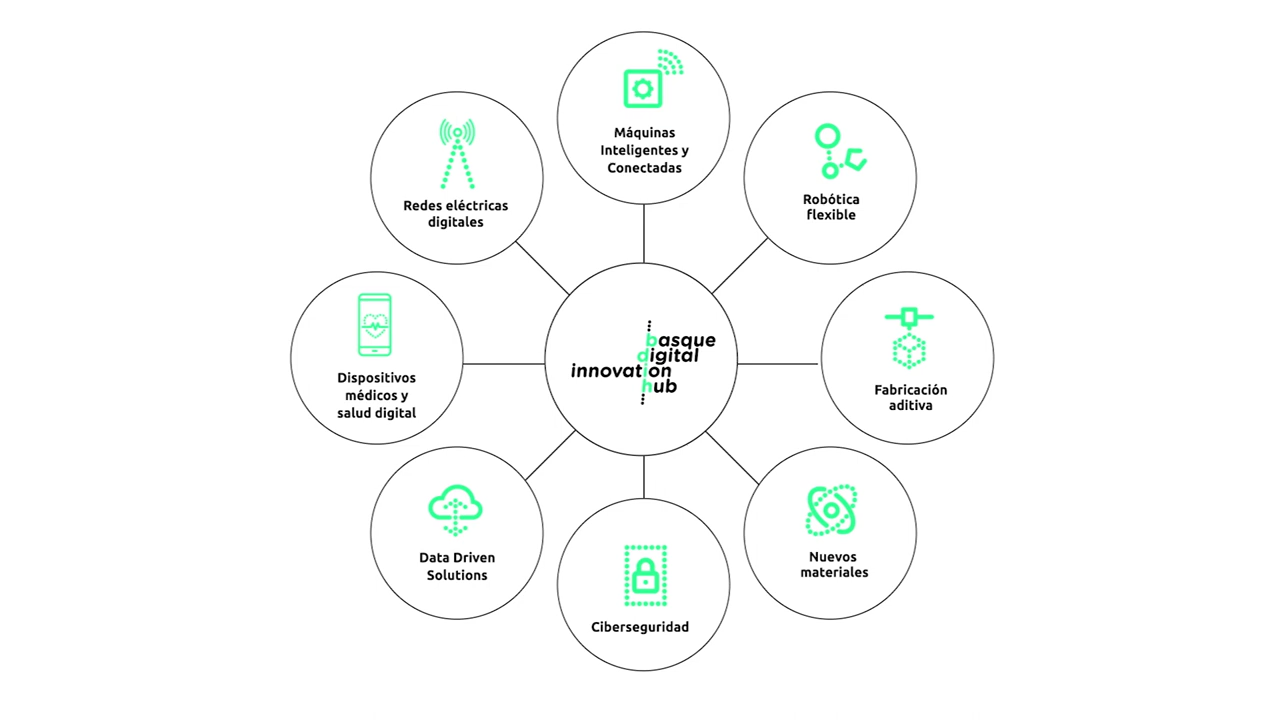 Máquinas
Inteligentes y
Conectadas
Redes eléctricas
digitales
Robótica
flexible
basque
digital
innovation
hub
Dispositivos
médicos y
salud digital
Fabricación
aditiva
Data Driven
Solutions
Nuevos
materiales
Ciberseguridad